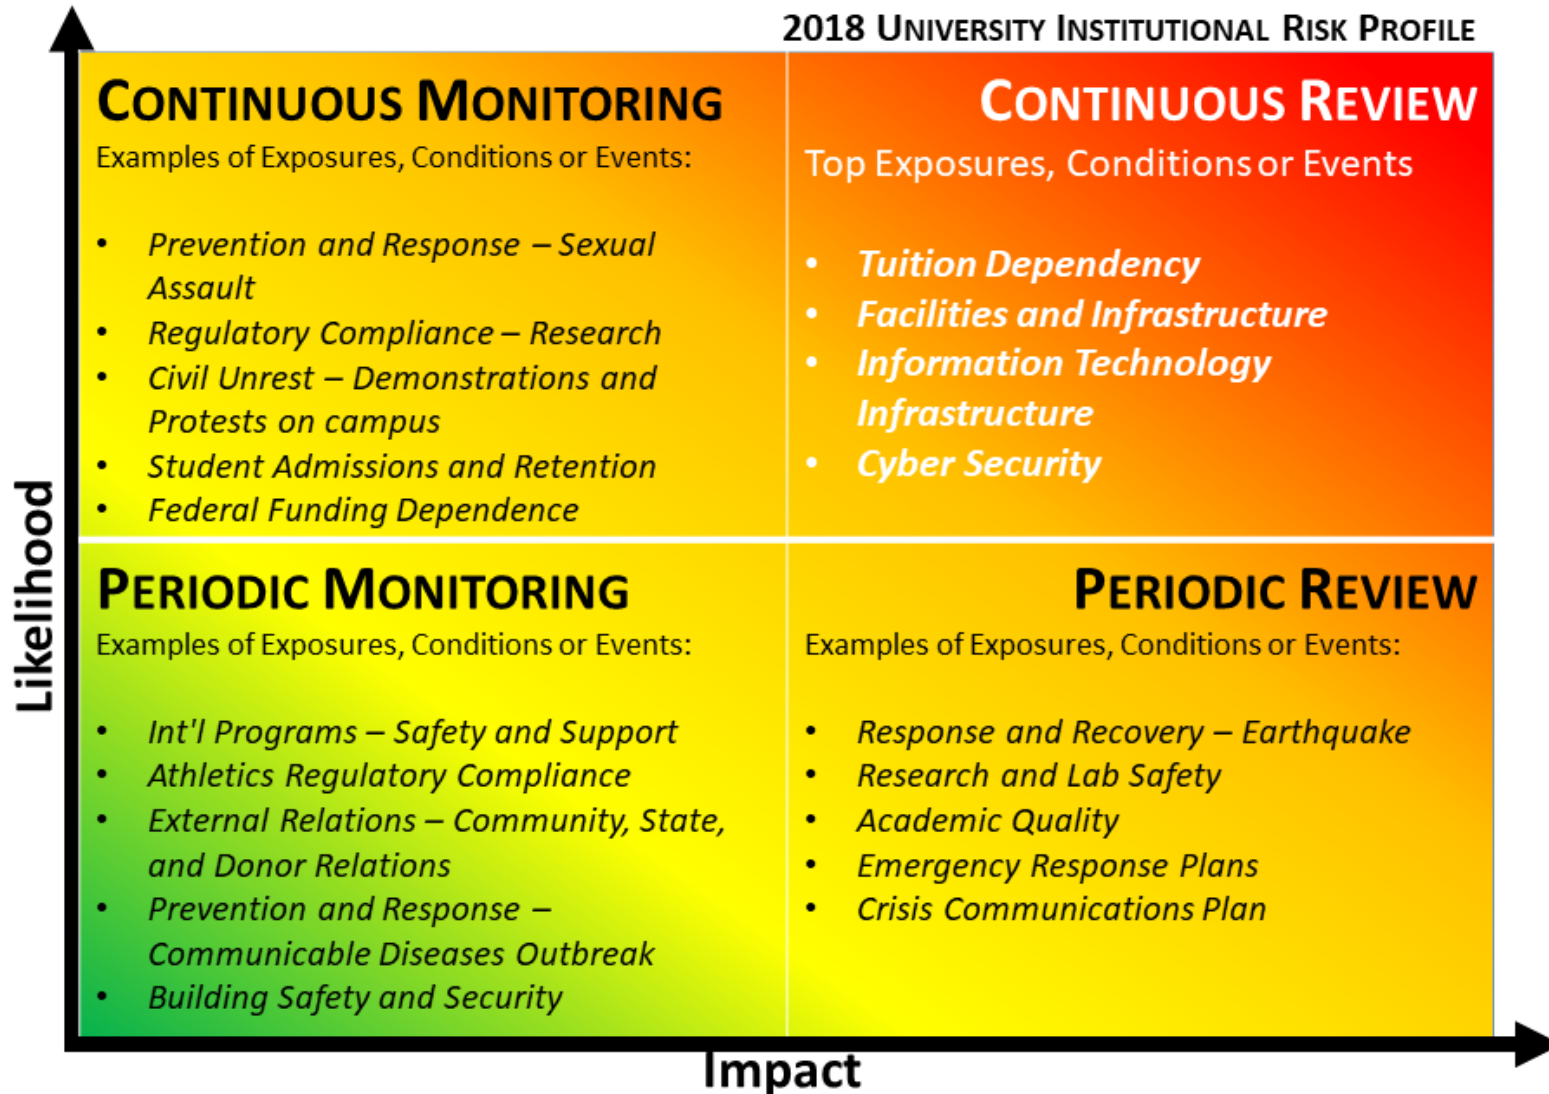 2018 University Institutional Risk Profile
Continuous Monitoring
Examples of Exposures, Conditions or Events:
• Prevention and Response – Sexual
Assault
• Regulatory Compliance – Research
• Civil Unrest – Demonstrations and
Protests on campus
• Student Admissions and Retention
• Federal Funding Dependence
Continuous Review
Top Exposures, Conditions or Events
• Tuition Dependency
• Facilities and Infrastructure
• Information Technology
Infrastructure
• Cyber Security
Periodic Monitoring
Examples of Exposures, Conditions or Events:
• Int'l Programs – Safety and Support
• Athletics Regulatory Compliance
• External Relations – Community, State,
and Donor Relations
• Prevention and Response –
Communicable Diseases Outbreak
• Building Safety and Security
Periodic Review
Examples of Exposures, Conditions or Events:
• Response and Recovery – Earthquake
• Research and Lab Safety
• Academic Quality
• Emergency Response Plans
• Crisis Communications Plan
Likelihood
Impact